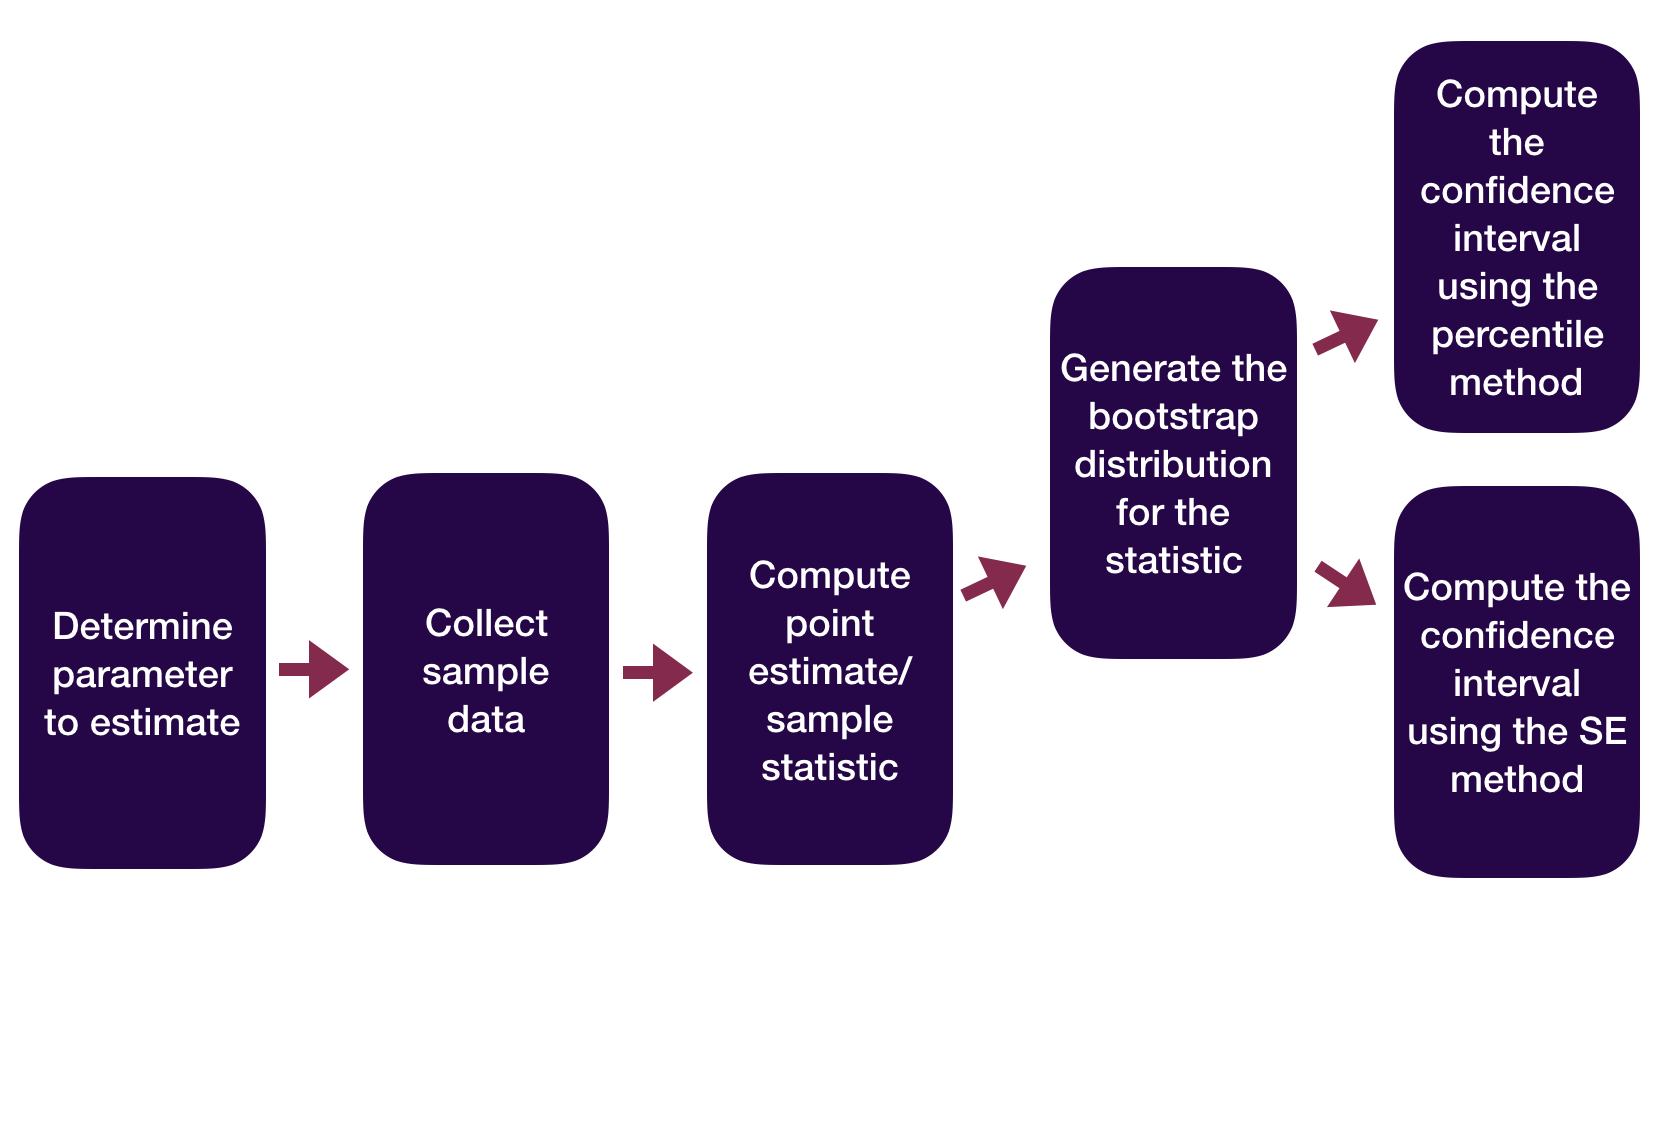 Determine
parameter
to estimate
Collect
sample
data
Compute
point
estimate/
sample
statistic
Generate the
bootstrap
distribution
for the
statistic
Compute
the
confidence
interval
using the
percentile
method
Compute the
confidence
interval
using the SE
method